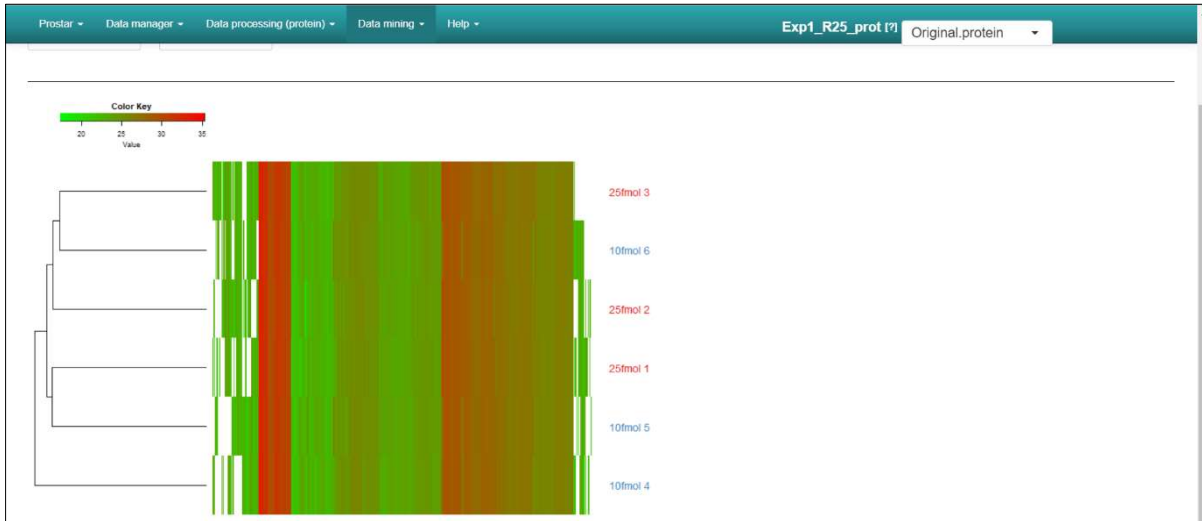 Prostar Data manager Data processing (protein) Data mining Help Exp1_R25_prot [?] Original.protein
Color Key
20 25 30 35
Value
25fmol 3
10fmol 6
25fmol 2
25fmol 1
10fmol 5
10fmol 4